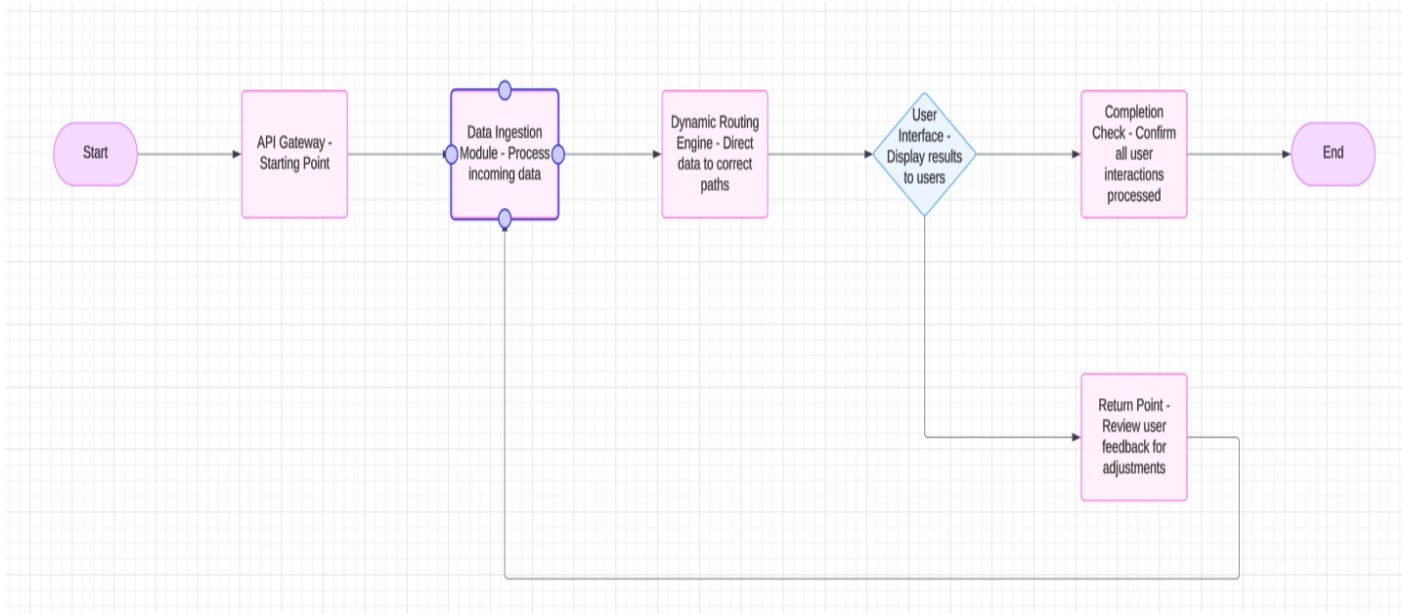 Start
API Gateway -
Starting Point
Data Ingestion
Module - Process
incoming data
Dynamic Routing
Engine - Direct
data to correct
paths
User
Interface -
Display results
to users
Completion
Check - Confirm
all user
interactions
processed
End
Return Point -
Review user
feedback for
adjustments